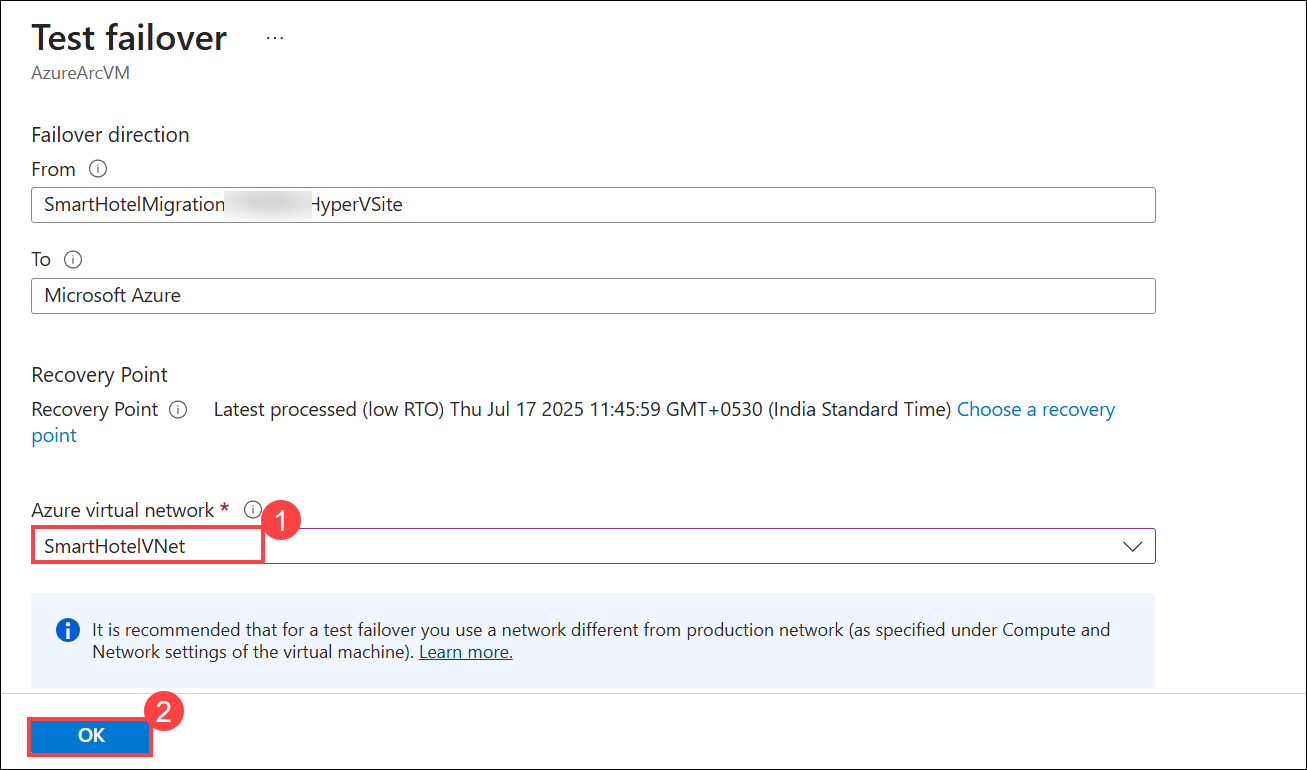 Test failover ...
AzureArcVM
Failover direction
From
SmartHotelMigration HyperVSite
To
Microsoft Azure
Recovery Point
Recovery Point Latest processed (low RTO) Thu Jul 17 2025 11:45:59 GMT+0530 (India Standard Time) Choose a recovery
point
Azure virtual network *
1
SmartHotelVNet
It is recommended that for a test failover you use a network different from production network (as specified under Compute and
Network settings of the virtual machine). Learn more.
2
OK